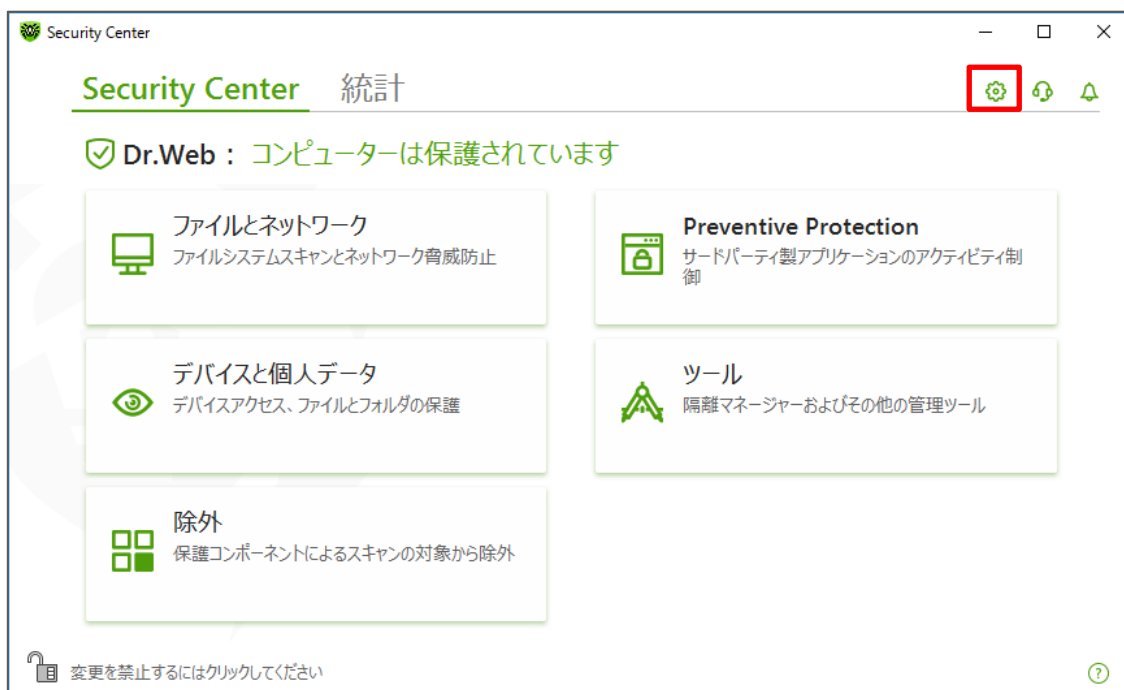 Security Center
Security Center 統計
Dr.Web : コンピューターは保護されています
ファイルとネットワーク
ファイルシステムスキャンとネットワーク脅威防止
Preventive Protection
サードパーティ製アプリケーションのアクティビティ制
御
デバイスと個人データ
デバイスアクセス、ファイルとフォルダの保護
ツール
隔離マネージャーおよびその他の管理ツール
除外
保護コンポーネントによるスキャンの対象から除外
変更を禁止するにはクリックしてください
?